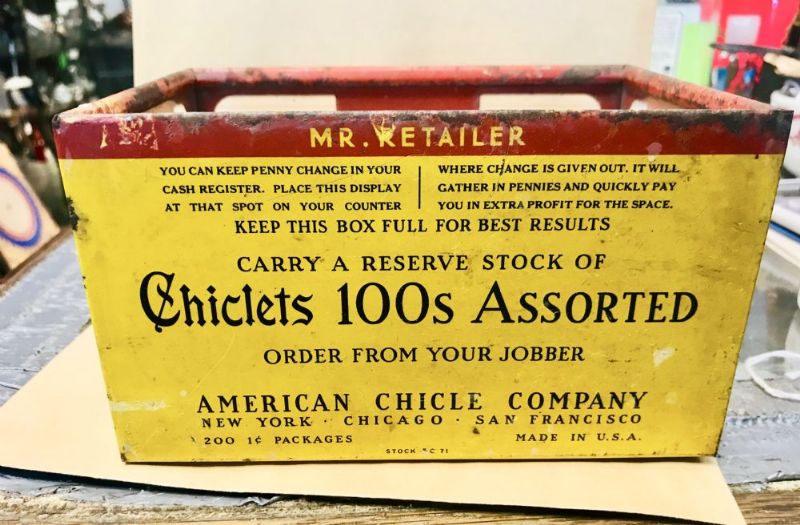 MR. RETAILER
YOU CAN KEEP PENNY CHANGE IN YOUR
CASH REGISTER. PLACE THIS DISPLAY
AT THAT SPOT ON YOUR COUNTER
WHERE CHANGE IS GIVEN OUT. IT WILL
GATHER IN PENNIES AND QUICKLY PAY
YOU IN EXTRA PROFIT FOR THE SPACE.
KEEP THIS BOX FULL FOR BEST RESULTS
CARRY A RESERVE STOCK OF
Chiclets 100s ASSORTED
ORDER FROM YOUR JOBBER
AMERICAN CHICLE COMPANY
NEW YORK · CHICAGO · SAN FRANCISCO
200 1¢ PACKAGES
MADE IN U.S.A.
STOCK C 71